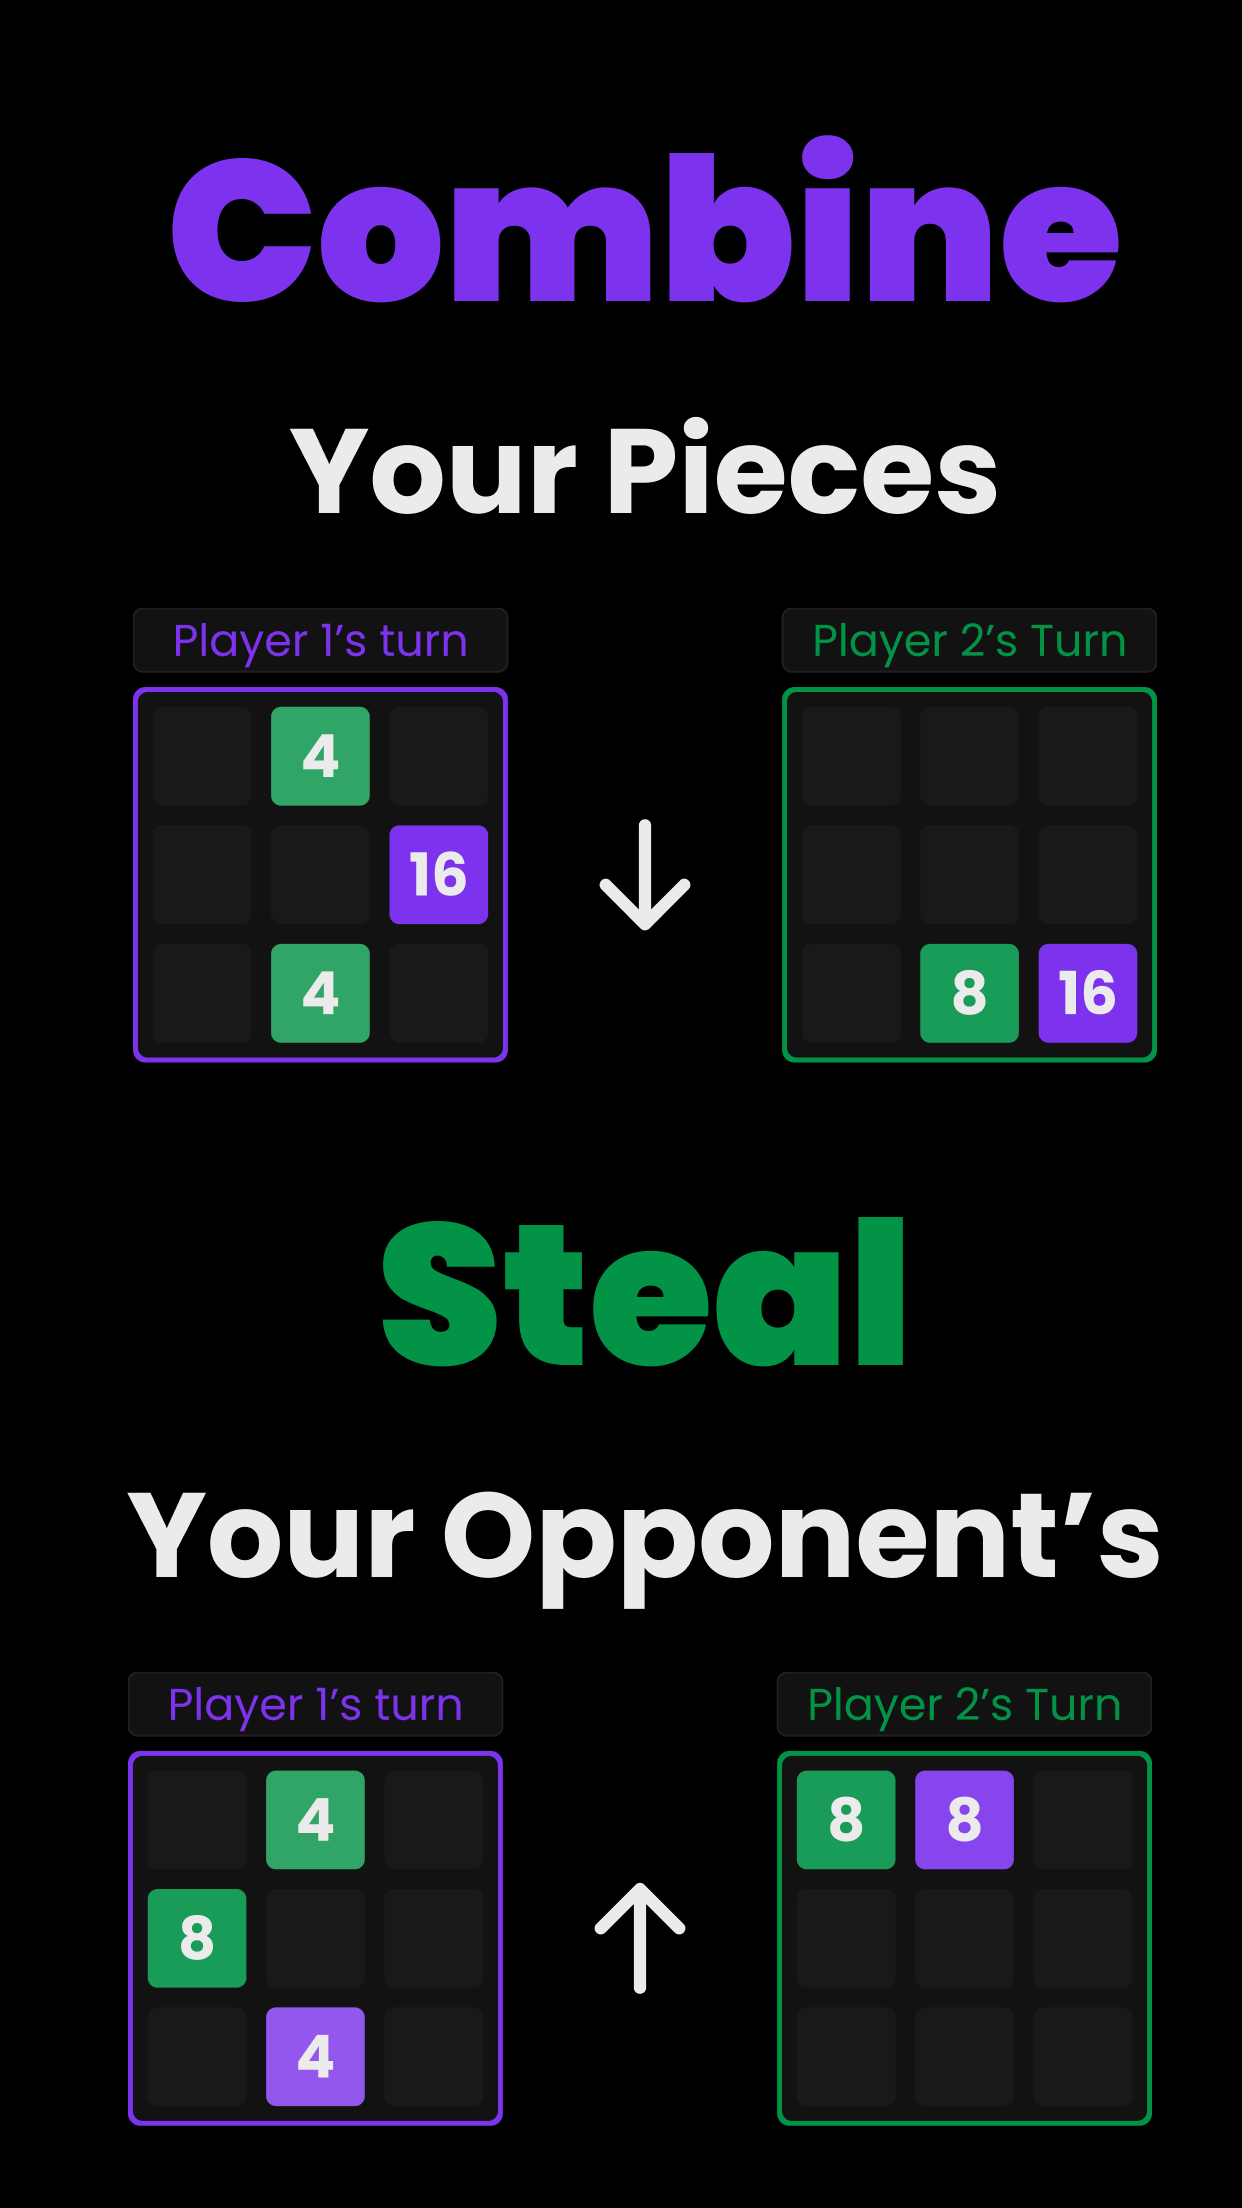 Combine
Your Pieces
Player 1’s turn
Player 2’s Turn
4
16
4
8 16
Steal
Your Opponent’s
Player 1’s turn
Player 2’s Turn
4
8
4
8 8